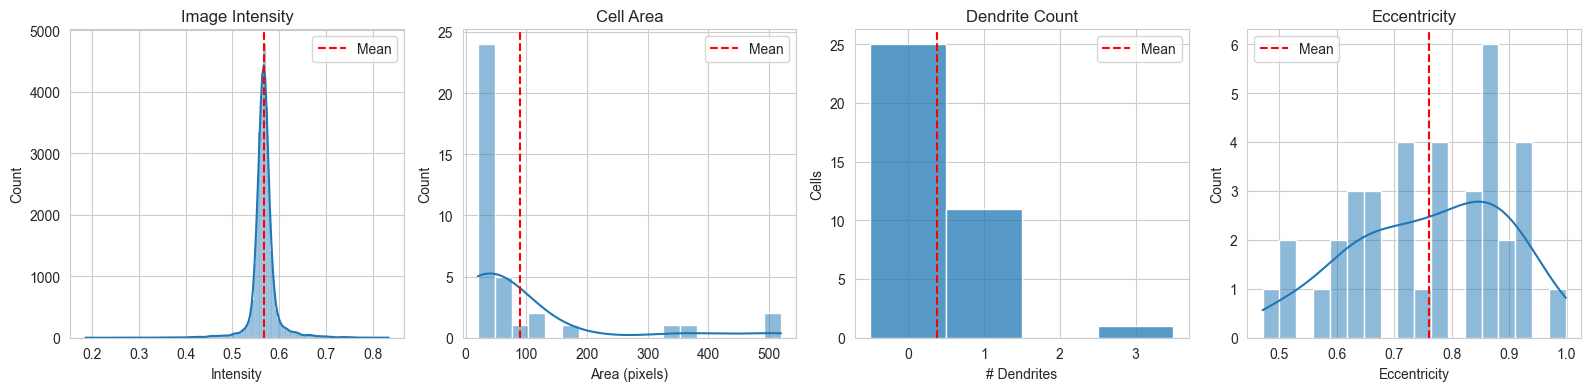 Image Intensity
Mean
5000
4000
3000
2000
1000
0
Count
0.2 0.3 0.4 0.5 0.6 0.7 0.8
Intensity
Cell Area
Mean
25
20
15
10
5
0
Count
0 100 200 300 400 500
Area (pixels)
Dendrite Count
Mean
25
20
15
10
5
0
Cells
0 1 2 3
# Dendrites
Eccentricity
Mean
6
5
4
3
2
1
0
Count
0.5 0.6 0.7 0.8 0.9 1.0
Eccentricity